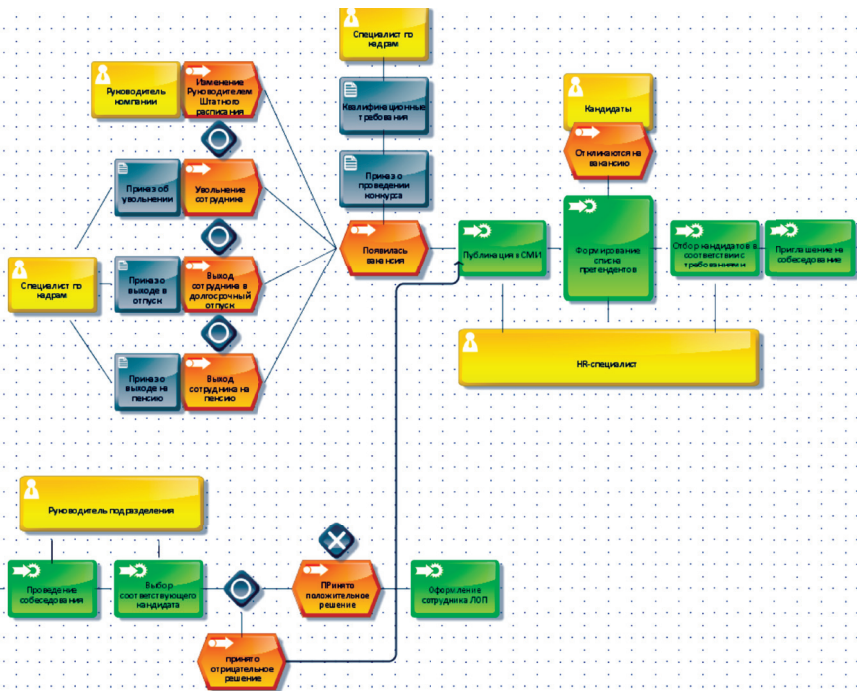 Специалист по
кадрам
Руководитель
компании
Изменение
Руководителем
Штатного
расписания
Квалификационные
требования
Кандидаты
Откликаются на
вакансию
Приказ об
увольнении
Увольнение
сотрудника
Приказ о
проведении
конкурса
Появилась
вакансия
Публикация в СМИ
Формирование
списка
претендентов
Отбор кандидатов в
соответствии с
требованиями
Приглашение на
собеседование
Специалист по
кадрам
Приказ о
выходе в
отпуск
Выход
сотрудника в
долгосрочный
отпуск
HR-специалист
Приказ о
выходе на
пенсию
Выход
сотрудника на
пенсию
Руководитель подразделения
Проведение
собеседования
Выбор
соответствующего
кандидата
ПРинято
положительное
решение
Оформление
сотрудника ЛОП
принято
отрицательное
решение